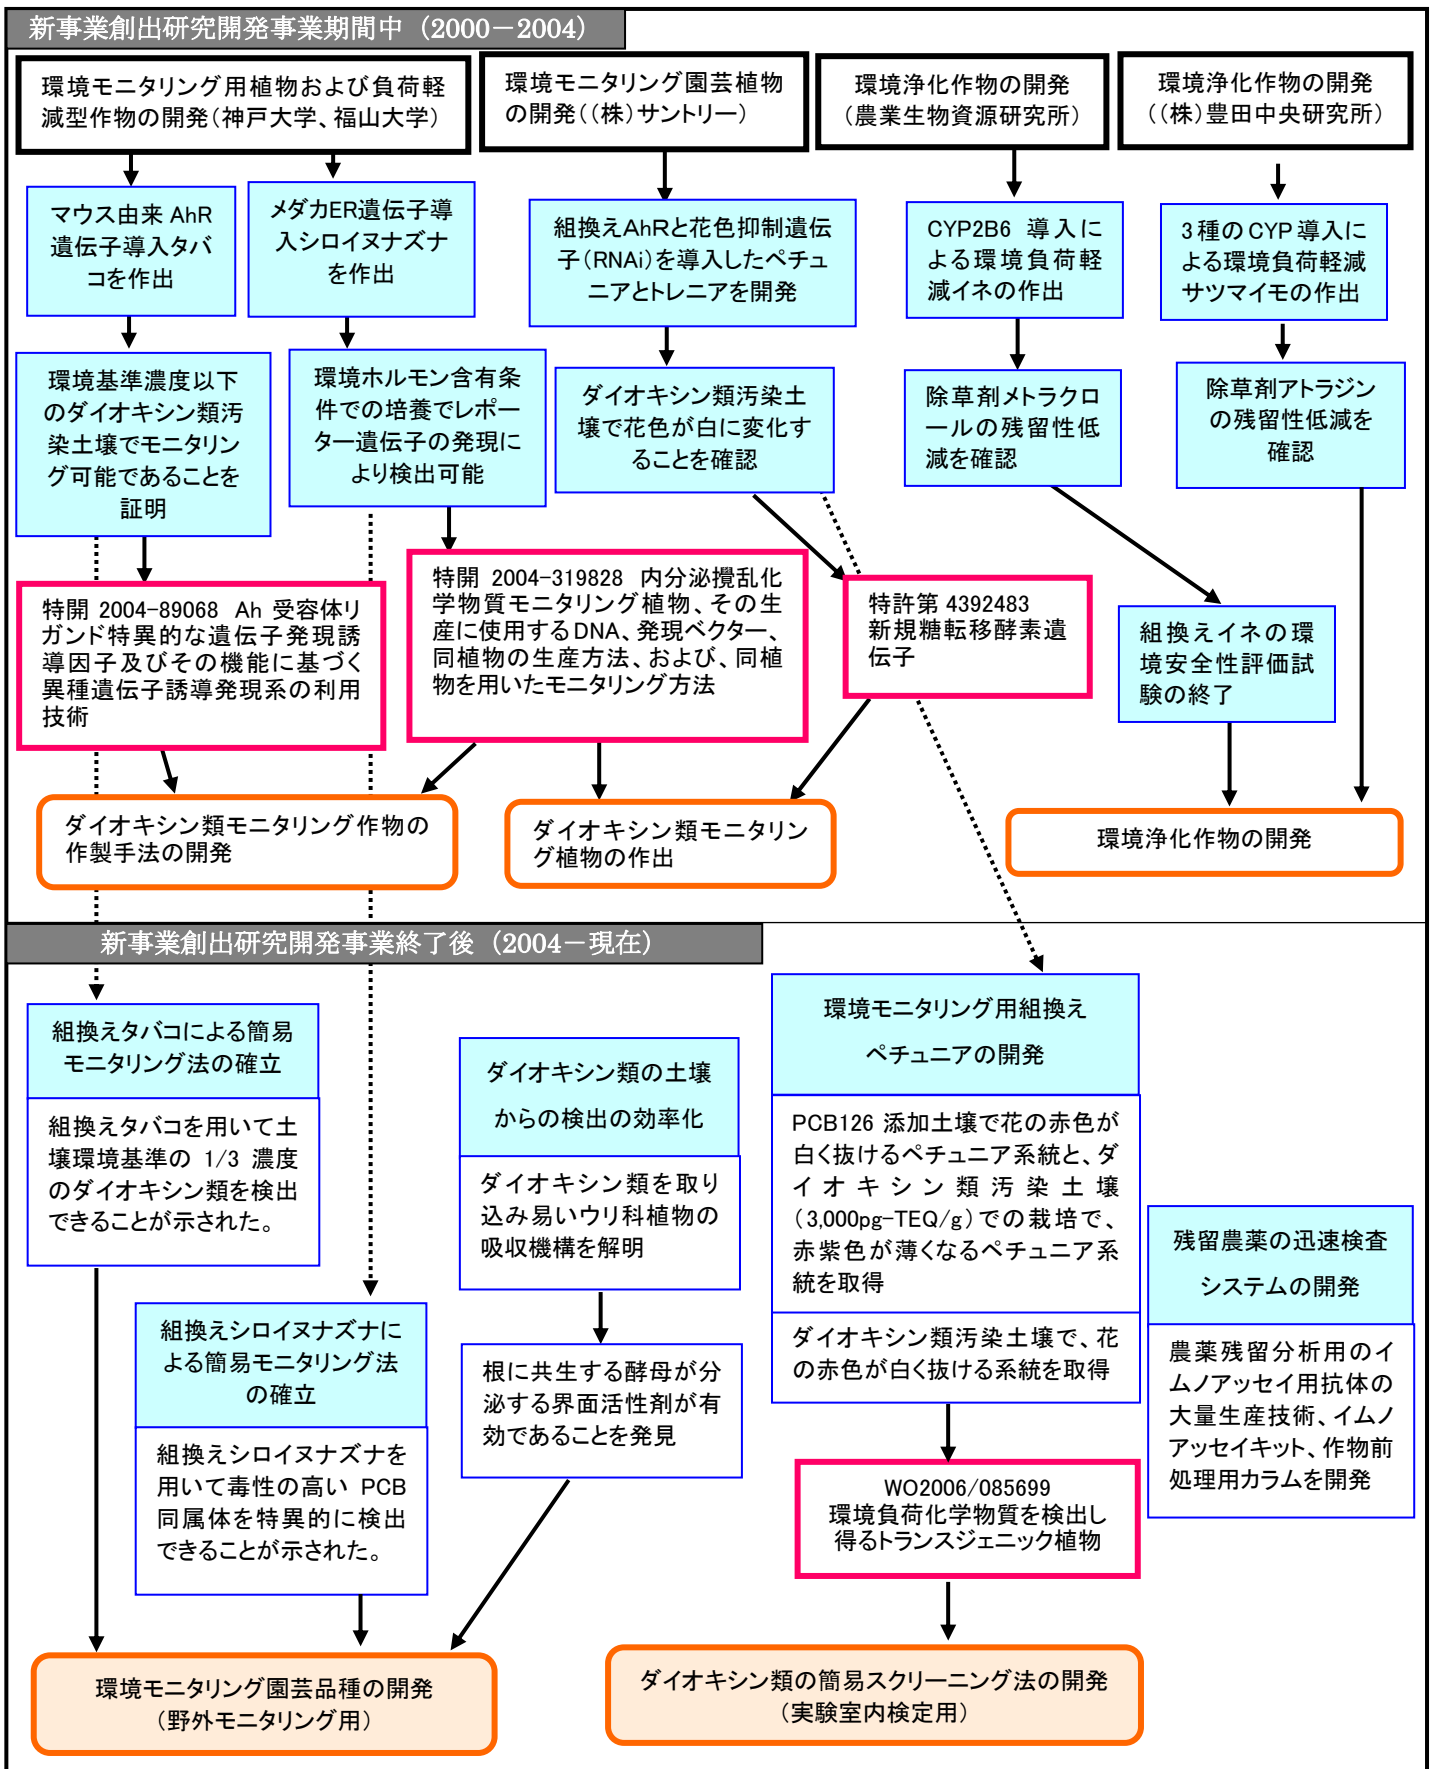 新事業創出研究開発事業期間中（2000－2004）
環境モニタリング用植物および負荷軽
減型作物の開発（神戸大学、福山大学）
環境モニタリング園芸植物
の開発（（株）サントリー）
環境浄化作物の開発
（農業生物資源研究所）
環境浄化作物の開発
（（株）豊田中央研究所）
マウス由来 AhR
遺伝子導入タバ
コを作出
メダカER遺伝子導
入シロイヌナズナ
を作出
組換えAhRと花色抑制遺伝
子（RNAi）を導入したペチュ
ニアとトレニアを開発
CYP2B6 導入に
よる環境負荷軽
減イネの作出
3種のCYP導入に
よる環境負荷軽減
サツマイモの作出
環境基準濃度以下
のダイオキシン類汚
染土壌でモニタリン
グ可能であることを
証明
環境ホルモン含有条
件での培養でレポー
ター遺伝子の発現に
より検出可能
ダイオキシン類汚染土
壌で花色が白に変化す
ることを確認
除草剤メトラクロ
ールの残留性低
減を確認
除草剤アトラジン
の残留性低減を
確認
特開 2004-89068 Ah 受容体リ
ガンド特異的な遺伝子発現誘
導因子及びその機能に基づく
異種遺伝子誘導発現系の利用
技術
特開 2004-319828 内分泌攪乱化
学物質モニタリング植物、その生
産に使用するDNA、発現ベクター、
同植物の生産方法、および、同植
物を用いたモニタリング方法
特許第 4392483
新規糖転移酵素遺
伝子
組換えイネの環
境安全性評価試
験の終了
ダイオキシン類モニタリング作物の
作製手法の開発
ダイオキシン類モニタリン
グ植物の作出
環境浄化作物の開発
新事業創出研究開発事業終了後（2004－現在）
組換えタバコによる簡易
モニタリング法の確立
組換えタバコを用いて土
壌環境基準の 1/3 濃度
のダイオキシン類を検出
できることが示された。
組換えシロイヌナズナに
よる簡易モニタリング法
の確立
組換えシロイヌナズナを
用いて毒性の高い PCB
同属体を特異的に検出
できることが示された。
ダイオキシン類の土壌
からの検出の効率化
ダイオキシン類を取り
込み易いウリ科植物の
吸収機構を解明
根に共生する酵母が分
泌する界面活性剤が有
効であることを発見
環境モニタリング用組換え
ペチュニアの開発
PCB126 添加土壌で花の赤色が
白く抜けるペチュニア系統と、ダ
イオキシン類汚染土壌
（3,000pg-TEQ/g）での栽培で、
赤紫色が薄くなるペチュニア系
統を取得
ダイオキシン類汚染土壌で、花
の赤色が白く抜ける系統を取得
WO2006/085699
環境負荷化学物質を検出し
得るトランスジェニック植物
残留農薬の迅速検査
システムの開発
農薬残留分析用のイ
ムノアッセイ用抗体の
大量生産技術、イムノ
アッセイキット、作物前
処理用カラムを開発
環境モニタリング園芸品種の開発
（野外モニタリング用）
ダイオキシン類の簡易スクリーニング法の開発
（実験室内検定用）